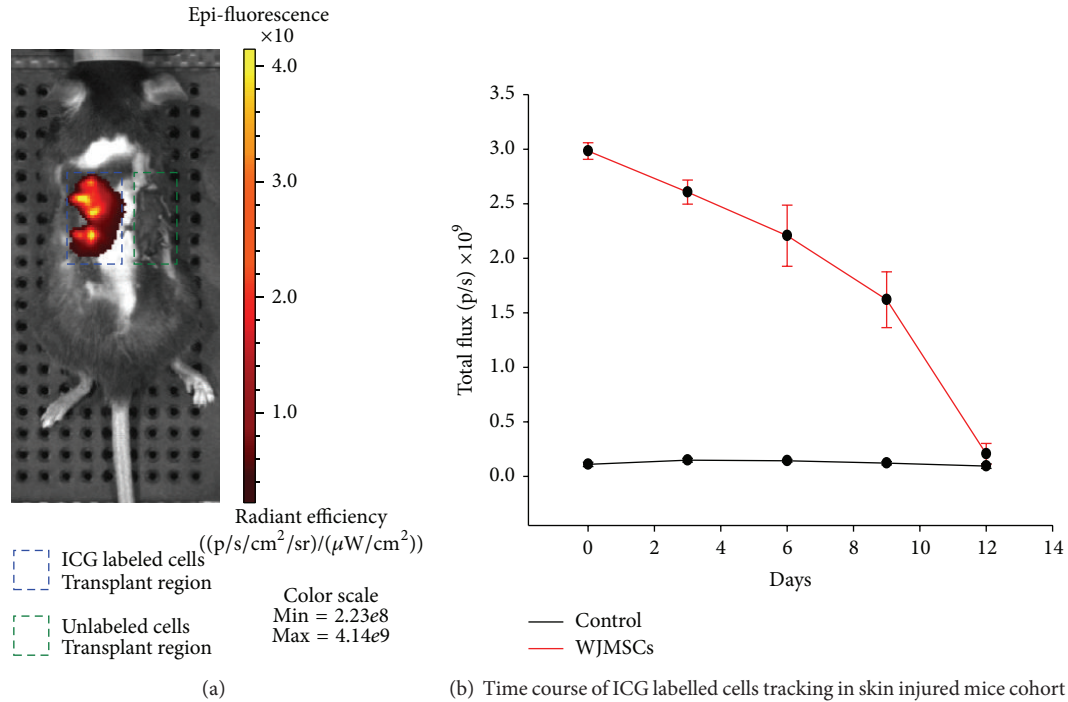 Epi-fluorescence
×10
4.0
3.0
2.0
1.0
Radiant efficiency
((p/s/cm²/sr)/(μW/cm²))
ICG labeled cells
Transplant region
Unlabeled cells
Transplant region
Color scale
Min = 2.23e8
Max = 4.14e9
(a)
Total flux (p/s) ×10⁹
3.5
3.0
2.5
2.0
1.5
1.0
0.5
0.0
0 2 4 6 8 10 12 14
Days
Control
WJMSCs
(b) Time course of ICG labelled cells tracking in skin injured mice cohort